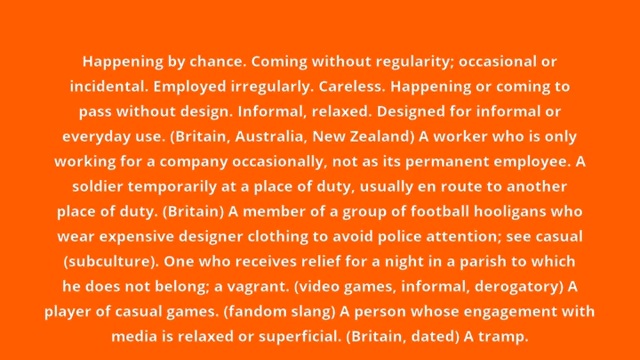 Happening by chance. Coming without regularity; occasional or
incidental. Employed irregularly. Careless. Happening or coming to
pass without design. Informal, relaxed. Designed for informal or
everyday use. (Britain, Australia, New Zealand) A worker who is only
working for a company occasionally, not as its permanent employee. A
soldier temporarily at a place of duty, usually en route to another
place of duty. (Britain) A member of a group of football hooligans who
wear expensive designer clothing to avoid police attention; see casual
(subculture). One who receives relief for a night in a parish to which
he does not belong; a vagrant. (video games, informal, derogatory) A
player of casual games. (fandom slang) A person whose engagement with
media is relaxed or superficial. (Britain, dated) A tramp.